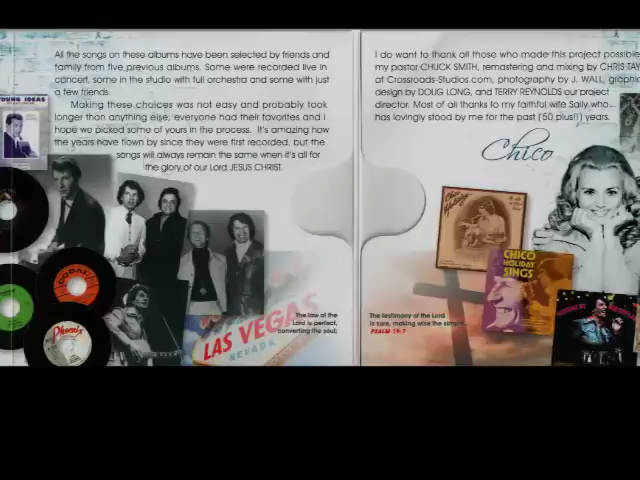 All the songs on these albums have been selected by friends and
family from five previous albums. Some were recorded live in
concert, some in the studio with full orchestra and some with just
a few friends.
Making these choices was not easy and probably took
longer than anything else, everyone had their favorites and I
hope we picked some of yours in the process. It's amazing how
the years have flown by since they were first recorded, but the
songs will always remain the same when it's all for
the glory of our Lord JESUS CHRIST.
YOUNG IDEAS
DUBAL
Phoenix
LAS VEGAS
NEVADA
The law of the
Lord is perfect,
converting the soul;
I do want to thank all those who made this project possible
my pastor CHUCK SMITH, remastering and mixing by CHRIS TAY
at Crossroads-Studios.com, photography by J. WALL, graphic
design by DOUG LONG, and TERRY REYNOLDS our project
director. Most of all thanks to my faithful wife Sally who
has lovingly stood by me for the past ('50 plus!!) years.
Chico
Chico Holiday
CHICO
HOLIDAY
SINGS
The testimony of the Lord
is sure, making wise the simple.
PSALM 19:7